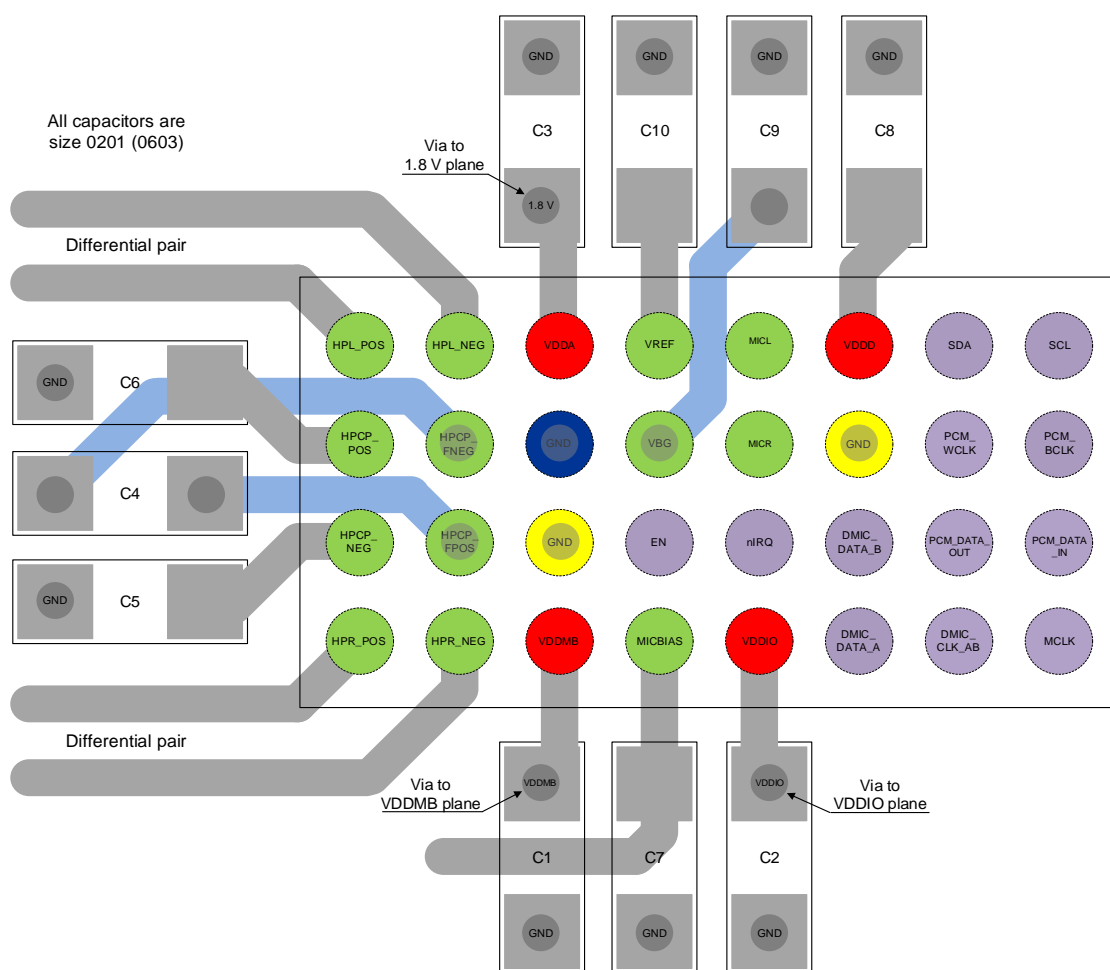 GND
GND
GND
GND
All capacitors are
size 0201 (0603)
C3
C10
C9
C8
Via to
1.8 V plane
1.8 V
Differential pair
HPL_POS
HPL_NEG
VDDA
VREF
MICL
VDDD
SDA
SCL
GND
C6
HPCP_
POS
HPCP_
FNEG
GND
VBG
MICR
GND
PCM_
WCLK
PCM_
BCLK
C4
HPCP_
NEG
HPCP_
FPOS
GND
EN
nIRQ
DMIC_
DATA_B
PCM_DATA_
OUT
PCM_DATA
_IN
GND
C5
HPR_POS
HPR_NEG
VDDMB
MICBIAS
VDDIO
DMIC_
DATA_A
DMIC_
CLK_AB
MCLK
Differential pair
Via to
VDDMB plane
VDDMB
VDDIO
Via to
VDDIO plane
C1
C7
C2
GND
GND
GND